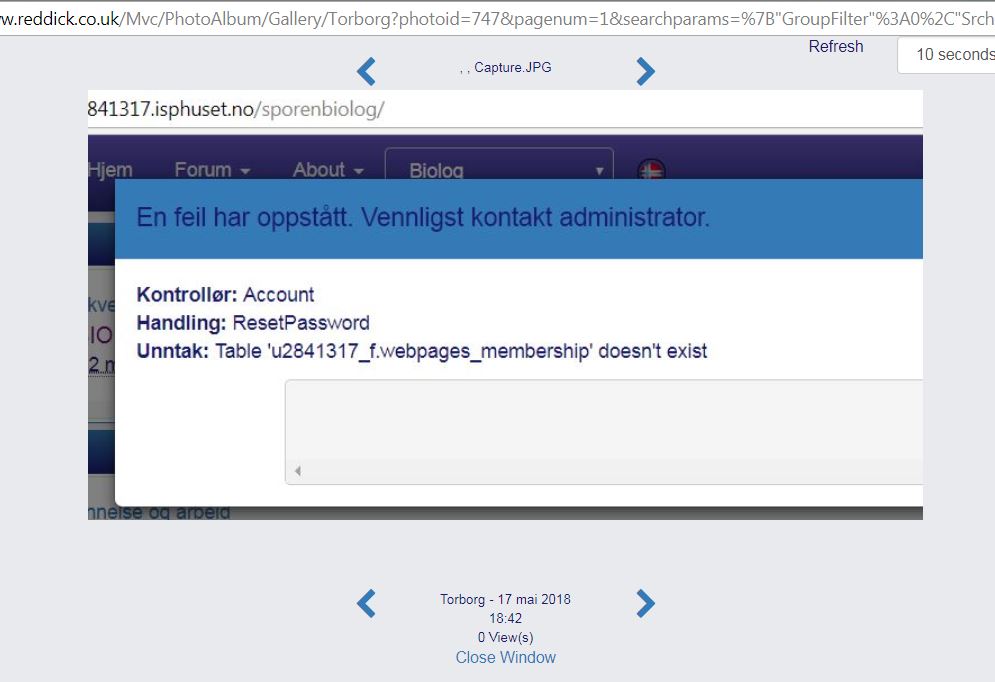 w.reddick.co.uk/Mvc/PhotoAlbum/Gallery/Torborg?photoid=747&pagenum=1&searchparams=%7B"GroupFilter"%3A0%2C"Srch
Refresh
10 seconds
, , Capture.JPG
841317.isphuset.no/sporenbiolog/
Hjem Forum About Biolog
En feil har oppstått. Vennligst kontakt administrator.
Kontrollør: Account
kve
Handling: ResetPassword
IO
Unntak: Table 'u2841317_f.webpages_membership' doesn't exist
2 m
nnelse og arbeid
Torborg - 17 mai 2018
18:42
0 View(s)
Close Window